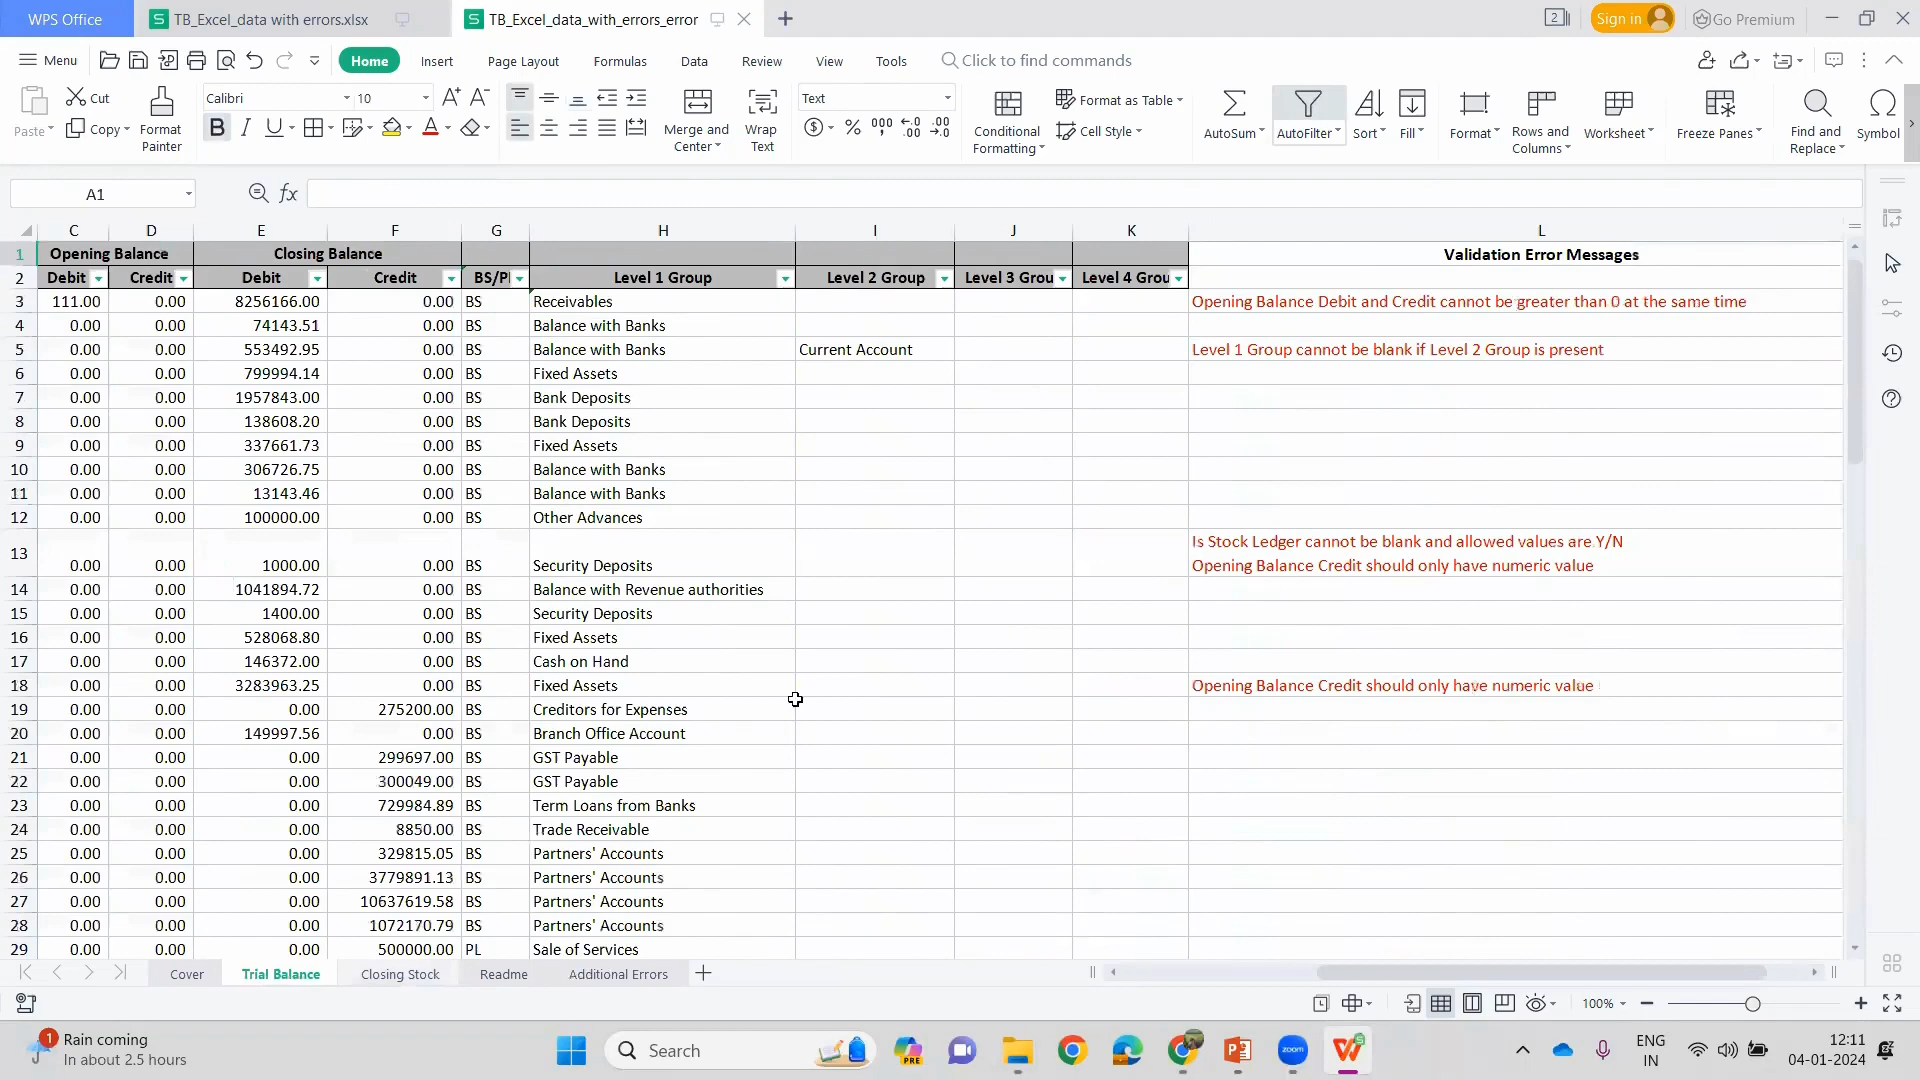 WPS Office
TB_Excel_data with errors.xlsx
TB_Excel_data_with_errors_error
2
Sign in
Go Premium
Menu
Home
Insert
Page Layout
Formulas
Data
Review
View
Tools
Click to find commands
Paste
Cut
Copy
Format Painter
Calibri
10
Merge and Center
Wrap Text
Text
Conditional Formatting
Format as Table
Cell Style
AutoSum
AutoFilter
Sort
Fill
Format
Rows and Columns
Worksheet
Freeze Panes
Find and Replace
Symbol
A1
C D E F G H I J K L
1 Opening Balance Closing Balance Validation Error Messages
2 Debit Credit Debit Credit BS/P Level 1 Group Level 2 Group Level 3 Grou Level 4 Grou
3 111.00 0.00 8256166.00 0.00 BS Receivables Opening Balance Debit and Credit cannot be greater than 0 at the same time
4 0.00 0.00 74143.51 0.00 BS Balance with Banks
5 0.00 0.00 553492.95 0.00 BS Balance with Banks Current Account Level 1 Group cannot be blank if Level 2 Group is present
6 0.00 0.00 799994.14 0.00 BS Fixed Assets
7 0.00 0.00 1957843.00 0.00 BS Bank Deposits
8 0.00 0.00 138608.20 0.00 BS Bank Deposits
9 0.00 0.00 337661.73 0.00 BS Fixed Assets
10 0.00 0.00 306726.75 0.00 BS Balance with Banks
11 0.00 0.00 13143.46 0.00 BS Balance with Banks
12 0.00 0.00 100000.00 0.00 BS Other Advances
Is Stock Ledger cannot be blank and allowed values are Y/N
13 0.00 0.00 1000.00 0.00 BS Security Deposits Opening Balance Credit should only have numeric value
14 0.00 0.00 1041894.72 0.00 BS Balance with Revenue authorities
15 0.00 0.00 1400.00 0.00 BS Security Deposits
16 0.00 0.00 528068.80 0.00 BS Fixed Assets
17 0.00 0.00 146372.00 0.00 BS Cash on Hand
18 0.00 0.00 3283963.25 0.00 BS Fixed Assets Opening Balance Credit should only have numeric value
19 0.00 0.00 0.00 275200.00 BS Creditors for Expenses
20 0.00 0.00 149997.56 0.00 BS Branch Office Account
21 0.00 0.00 0.00 299697.00 BS GST Payable
22 0.00 0.00 0.00 300049.00 BS GST Payable
23 0.00 0.00 0.00 729984.89 BS Term Loans from Banks
24 0.00 0.00 0.00 8850.00 BS Trade Receivable
25 0.00 0.00 0.00 329815.05 BS Partners' Accounts
26 0.00 0.00 0.00 3779891.13 BS Partners' Accounts
27 0.00 0.00 0.00 10637619.58 BS Partners' Accounts
28 0.00 0.00 0.00 1072170.79 BS Partners' Accounts
29 0.00 0.00 0.00 500000.00 PL Sale of Services
Cover
Trial Balance
Closing Stock
Readme
Additional Errors
100%
1
Rain coming
In about 2.5 hours
Search
PRE
zoom
ENG
IN
12:11
04-01-2024